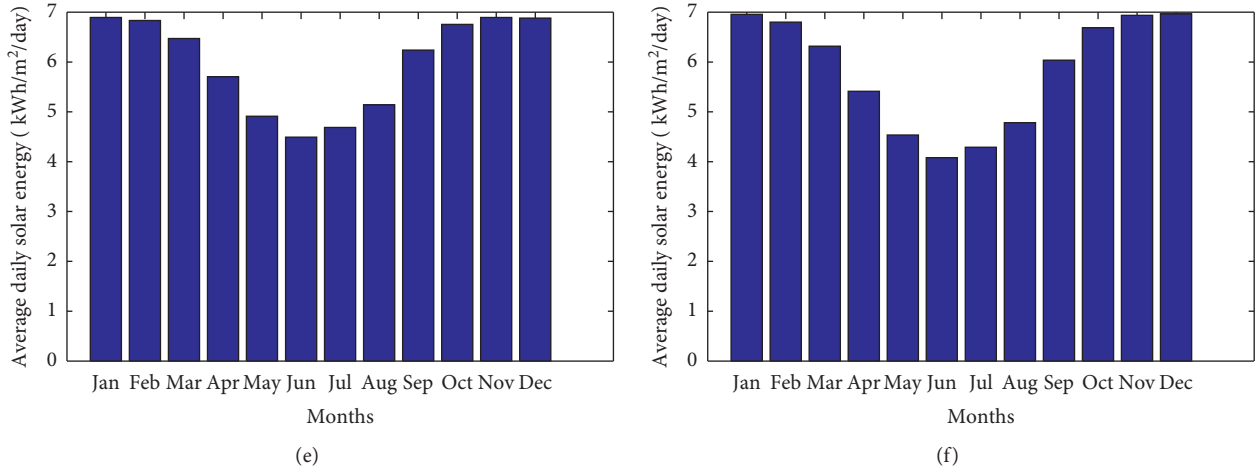 Average daily solar energy ( kWh/m²/day)
7
6
5
4
3
2
1
0
Jan Feb Mar Apr May Jun Jul Aug Sep Oct Nov Dec
Months
(e)
Average daily solar energy ( kWh/m²/day)
7
6
5
4
3
2
1
0
Jan Feb Mar Apr May Jun Jul Aug Sep Oct Nov Dec
Months
(f)